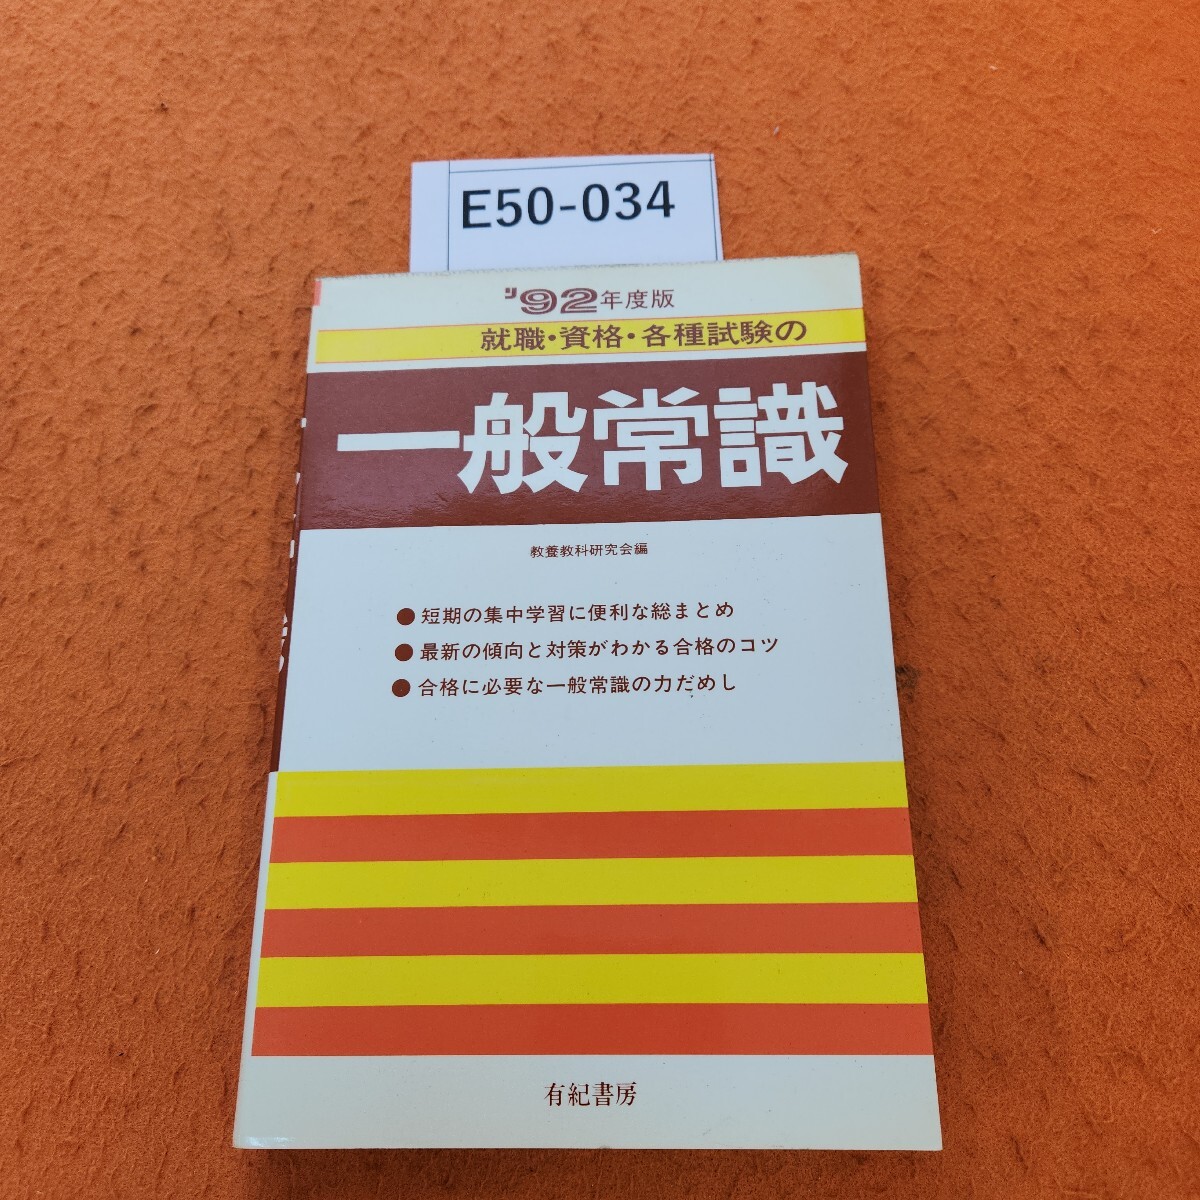 E50-034
'92年度版
就職・資格・各種試験の
一般常識
教養教科研究会編
●短期の集中学習に便利な総まとめ
●最新の傾向と対策がわかる合格のコツ
●合格に必要な一般常識の力だめし
有紀書房